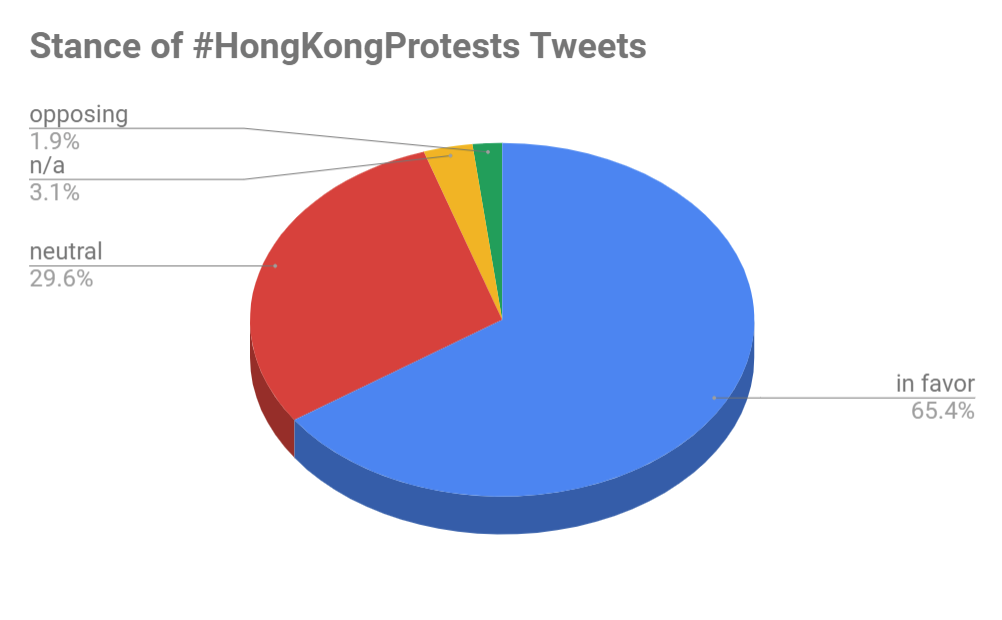 Stance of #HongKongProtests Tweets
opposing
1.9%
n/a
3.1%
neutral
29.6%
in favor
65.4%